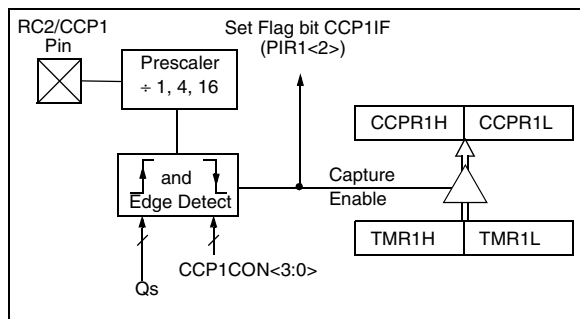 RC2/CCP1
Pin
Prescaler
÷ 1, 4, 16
Set Flag bit CCP1IF
(PIR1<2>)
CCPR1H
CCPR1L
and
Edge Detect
Capture
Enable
TMR1H
TMR1L
CCP1CON<3:0>
Qs